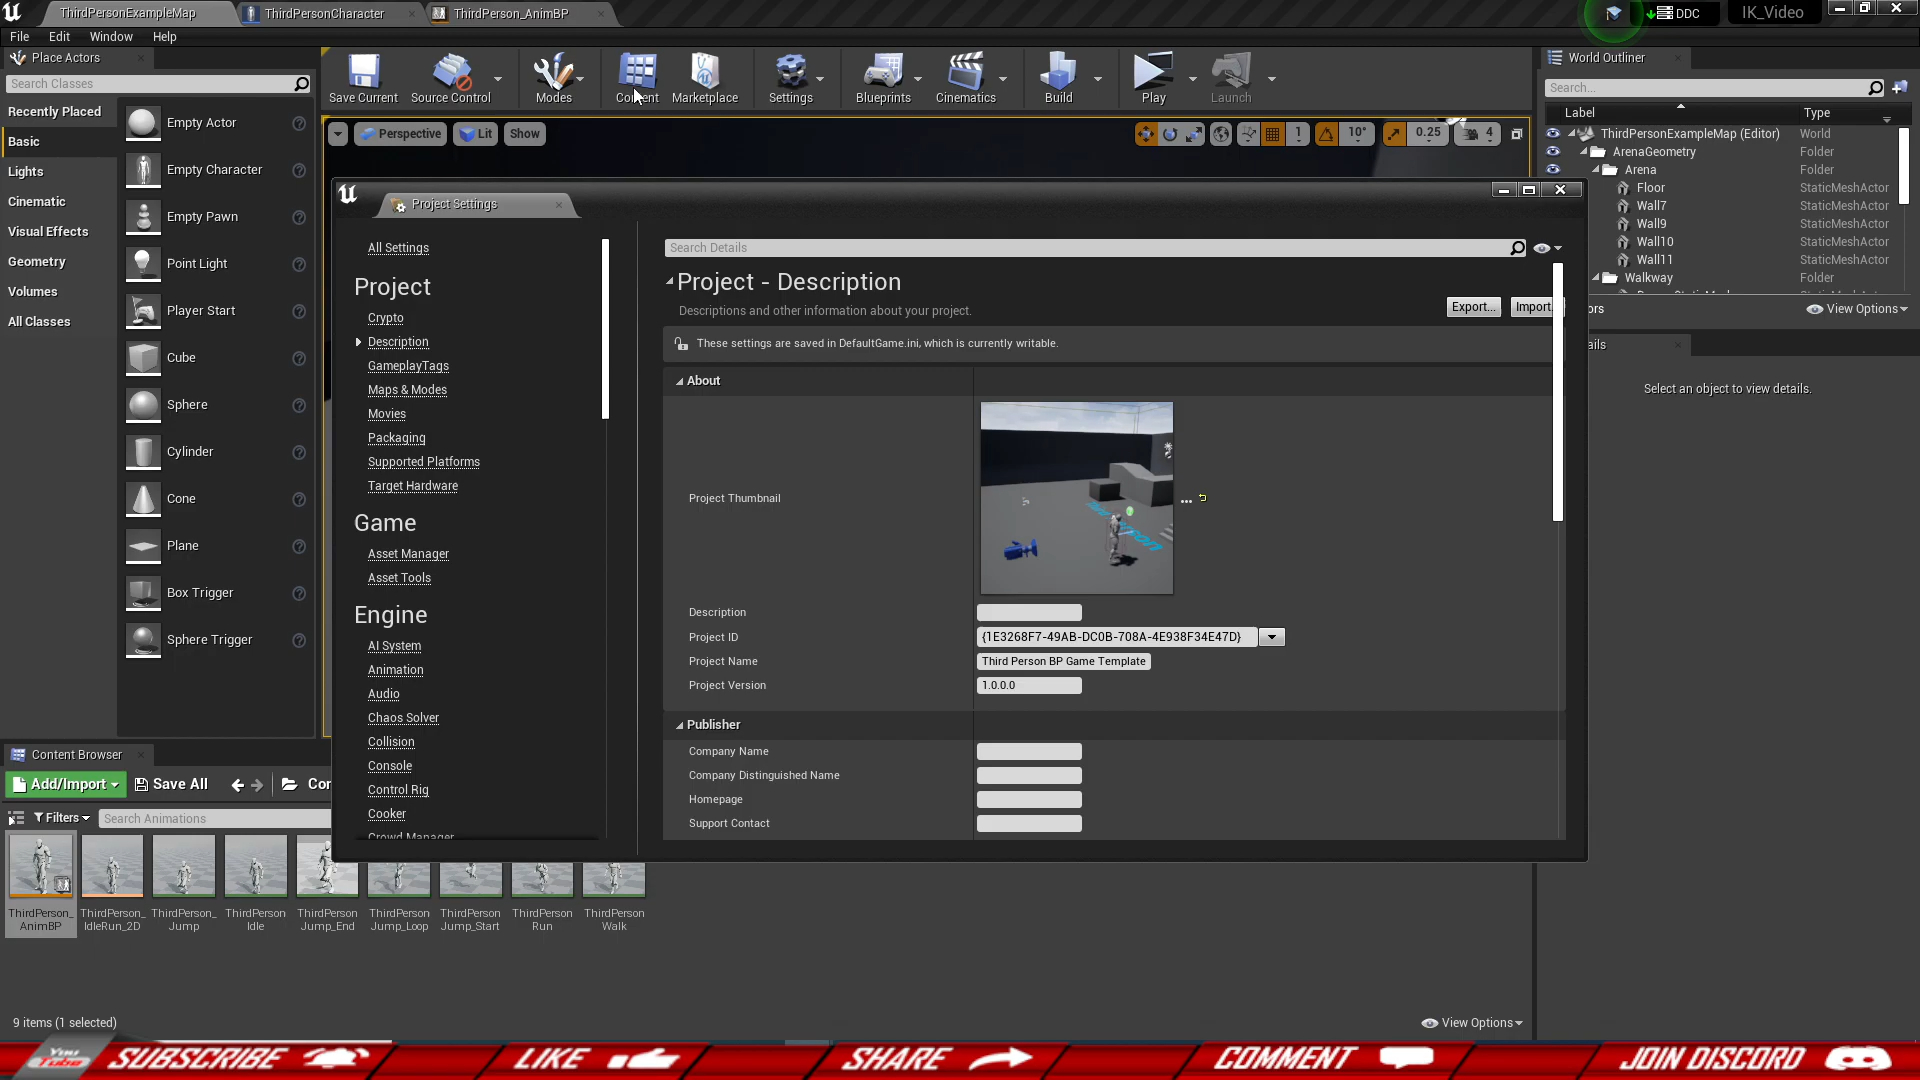 ThirdPersonExampleMap
ThirdPersonCharacter
ThirdPerson_AnimBP
DDC
IK_Video
File Edit Window Help
Place Actors
Search Classes
Recently Placed
Basic
Lights
Cinematic
Visual Effects
Geometry
Volumes
All Classes
Empty Actor
Empty Character
Empty Pawn
Point Light
Player Start
Cube
Sphere
Cylinder
Cone
Plane
Box Trigger
Sphere Trigger
Save Current
Source Control
Modes
Content
Marketplace
Settings
Blueprints
Cinematics
Build
Play
Launch
Perspective
Lit
Show
1
10°
0.25
4
World Outliner
Search...
Label Type
ThirdPersonExampleMap (Editor) World
ArenaGeometry Folder
Arena Folder
Floor StaticMeshActor
Wall7 StaticMeshActor
Wall9 StaticMeshActor
Wall10 StaticMeshActor
Wall11 StaticMeshActor
Walkway Folder
View Options
Select an object to view details.
Project Settings
All Settings
Project
Crypto
Description
GameplayTags
Maps & Modes
Movies
Packaging
Supported Platforms
Target Hardware
Game
Asset Manager
Asset Tools
Engine
AI System
Animation
Audio
Chaos Solver
Collision
Console
Control Rig
Cooker
Crowd Manager
Search Details
Project - Description
Descriptions and other information about your project.
Export...
Import...
These settings are saved in DefaultGame.ini, which is currently writable.
About
Project Thumbnail
Description
Project ID {1E3268F7-49AB-DC0B-708A-4E938F34E47D}
Project Name Third Person BP Game Template
Project Version 1.0.0.0
Publisher
Company Name
Company Distinguished Name
Homepage
Support Contact
Content Browser
Add/Import
Save All
Con
Filters
Search Animations
ThirdPerson_
AnimBP
ThirdPerson_
IdleRun_2D
ThirdPerson_
Jump
ThirdPerson
Idle
ThirdPerson
Jump_End
ThirdPerson
Jump_Loop
ThirdPerson
Jump_Start
ThirdPerson
Run
ThirdPerson
Walk
9 items (1 selected)
View Options
You Tube SUBSCRIBE
LIKE
SHARE
COMMENT
JOIN DISCORD